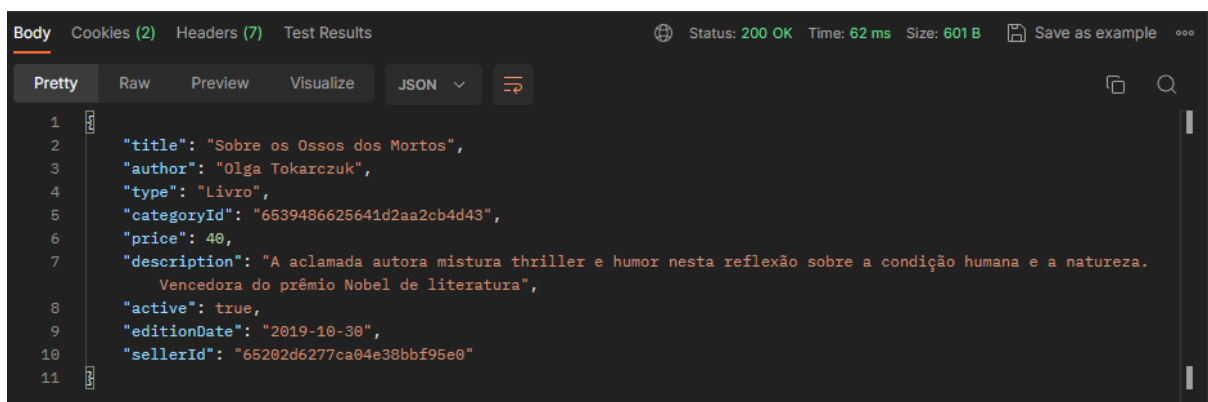 Body Cookies (2) Headers (7) Test Results Status: 200 OK Time: 62 ms Size: 601 B Save as example
Pretty Raw Preview Visualize JSON
1 {
2 "title": "Sobre os Ossos dos Mortos",
3 "author": "Olga Tokarczuk",
4 "type": "Livro",
5 "categoryId": "6539486625641d2aa2cb4d43",
6 "price": 40,
7 "description": "A aclamada autora mistura thriller e humor nesta reflexão sobre a condição humana e a natureza.
Vencedora do prêmio Nobel de literatura",
8 "active": true,
9 "editionDate": "2019-10-30",
10 "sellerId": "65202d6277ca04e38bbf95e0"
11 }